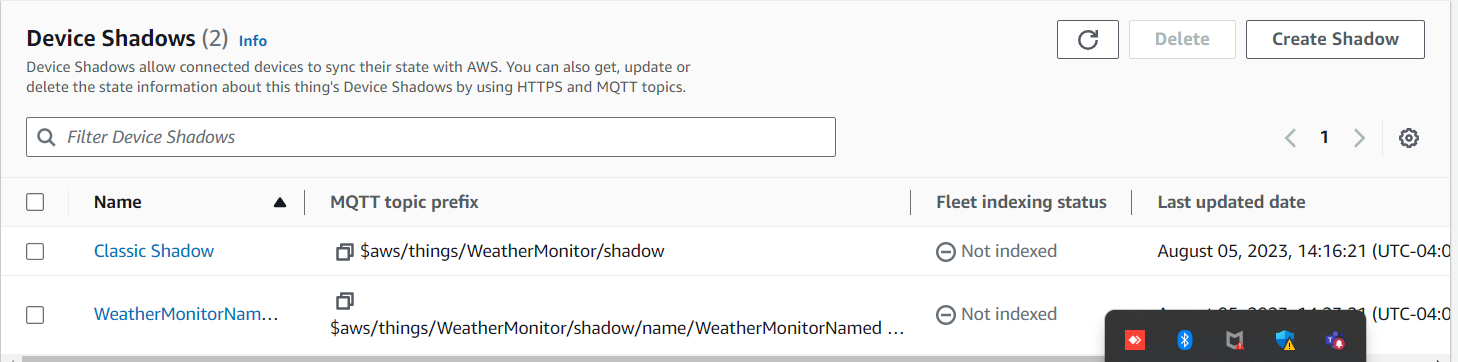 Device Shadows (2) Info
Delete
Create Shadow
Device Shadows allow connected devices to sync their state with AWS. You can also get, update or
delete the state information about this thing's Device Shadows by using HTTPS and MQTT topics.
Filter Device Shadows
1
Name
MQTT topic prefix
Fleet indexing status
Last updated date
Classic Shadow
$aws/things/WeatherMonitor/shadow
Not indexed
August 05, 2023, 14:16:21 (UTC-04:0
WeatherMonitorNam...
$aws/things/WeatherMonitor/shadow/name/WeatherMonitorNamed ...
Not indexed
(UTC-04:0